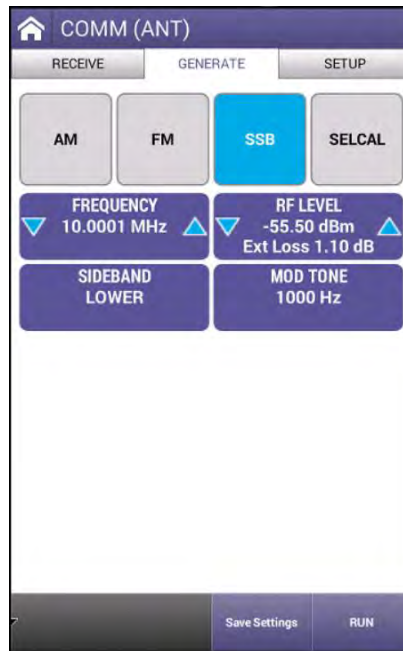 COMM (ANT)
RECEIVE
GENERATE
SETUP
AM
FM
SSB
SELCAL
FREQUENCY
10.0001 MHz
RF LEVEL
-55.50 dBm
Ext Loss 1.10 dB
SIDEBAND
LOWER
MOD TONE
1000 Hz
Save Settings
RUN